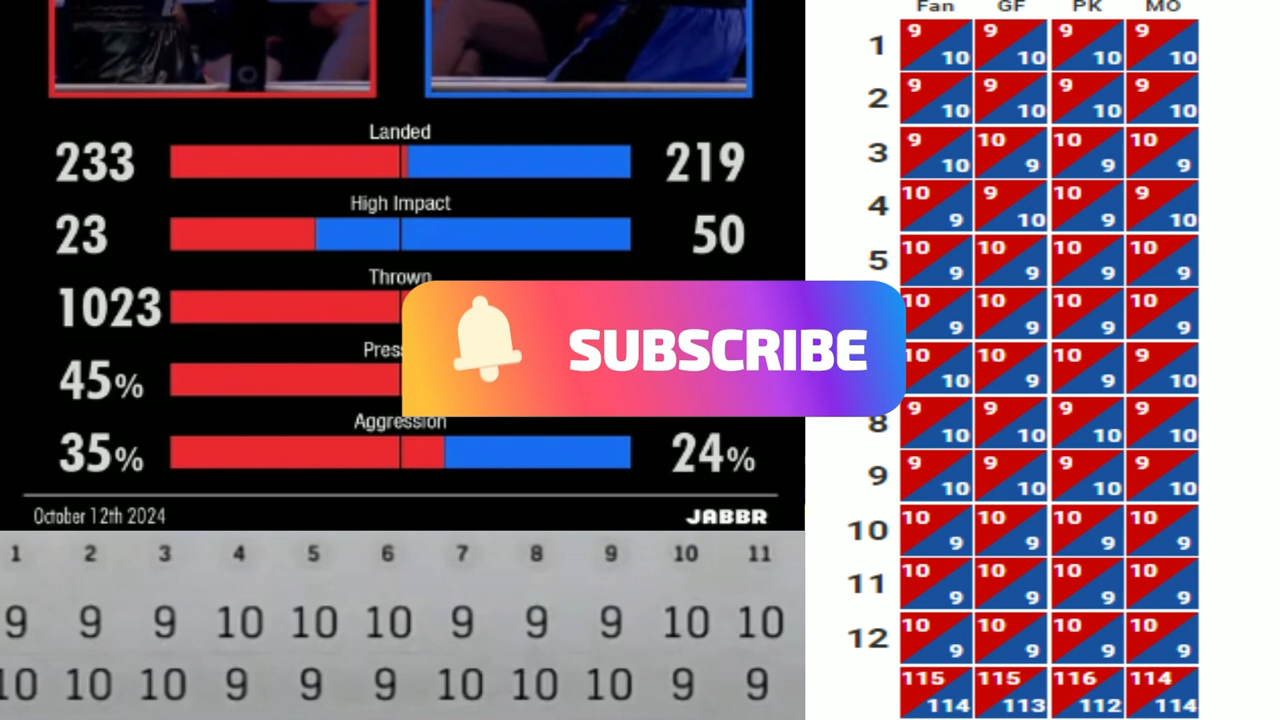 Landed
233 219
High Impact
23 50
Thrown
1023
Press
45%
Aggression
35% 24%
October 12th 2024 JABBR
SUBSCRIBE
1 2 3 4 5 6 7 8 9 10 11
9 9 9 10 10 10 9 9 9 10 10
10 10 10 9 9 9 10 10 10 9 9
Fan GF PK MO
1 9 10 9 10 9 10 9 10
2 9 10 9 10 9 10 9 10
3 9 10 10 9 10 9 10 9
4 10 9 9 10 10 9 9 10
5 10 9 10 9 10 9 10 9
10 9 10 9 10 9 10 9
10 10 10 9 10 9 9 10
8 9 10 9 10 9 10 9 10
9 9 10 9 10 9 10 9 10
10 10 9 10 9 10 9 10 9
11 10 9 10 9 10 9 10 9
12 10 9 10 9 10 9 10 9
115 114 115 113 116 112 114 114